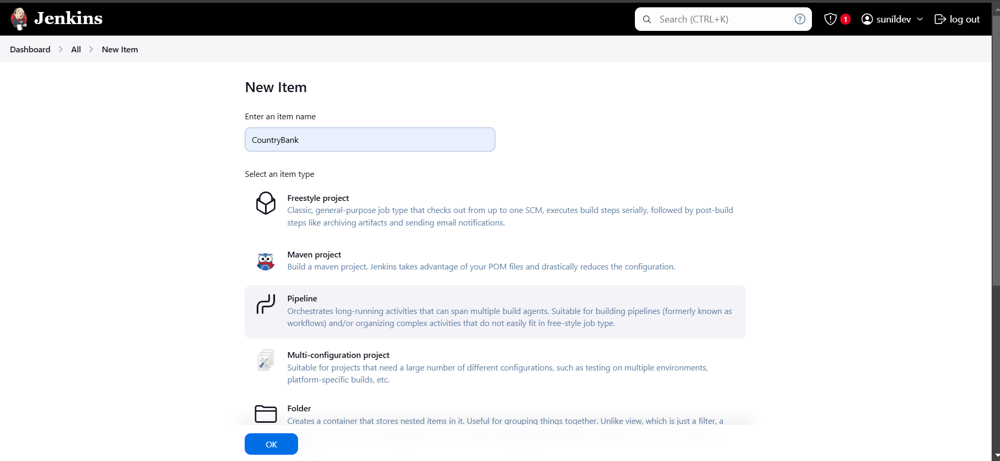 Jenkins
Search (CTRL+K)
?
1
sunildev
log out
Dashboard
All
New Item
New Item
Enter an item name
CountryBank
Select an item type
Freestyle project
Classic, general-purpose job type that checks out from up to one SCM, executes build steps serially, followed by post-build
steps like archiving artifacts and sending email notifications.
Maven project
Build a maven project. Jenkins takes advantage of your POM files and drastically reduces the configuration.
Pipeline
Orchestrates long-running activities that can span multiple build agents. Suitable for building pipelines (formerly known as
workflows) and/or organizing complex activities that do not easily fit in free-style job type.
Multi-configuration project
Suitable for projects that need a large number of different configurations, such as testing on multiple environments,
platform-specific builds, etc.
Folder
Creates a container that stores nested items in it. Useful for grouping things together. Unlike view, which is just a filter, a
OK